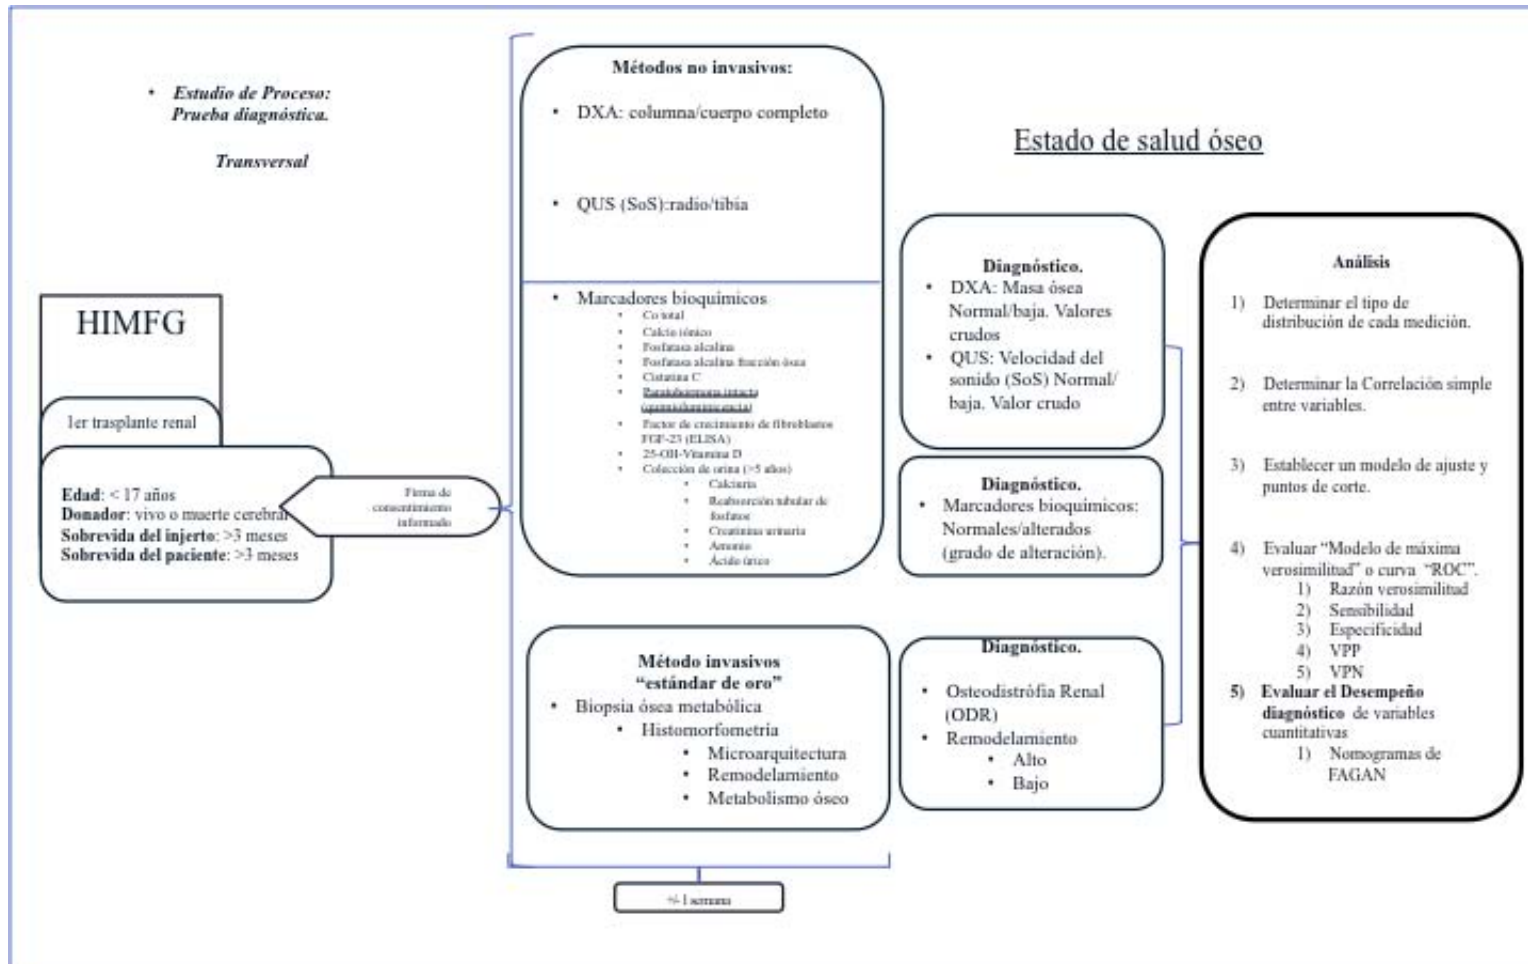 • Estudio de Proceso:
Prueba diagnóstica.
Transversal
HIMFG
1er trasplante renal
Edad: < 17 años
Donador: vivo o muerte cerebral
Sobrevida del injerto: >3 meses
Sobrevida del paciente: >3 meses
Firma de
consentimiento
informado
Métodos no invasivos:
• DXA: columna/cuerpo completo
• QUS (SoS):radio/tibia
• Marcadores bioquímicos
• Co total
• Calcio iónico
• Fosfatasa alcalina
• Fosfatasa alcalina fracción ósea
• Cistatina C
• Paratohormona intacta
• Factor de crecimiento de fibroblastos
FGF-23 (ELISA)
• 25-OH-Vitamina D
• Colección de orina (>5 años)
• Calciuria
• Reabsorción tubular de
fosfatos
• Creatinina urinaria
• Amonio
• Ácido úrico
Método invasivos
“estándar de oro”
• Biopsia ósea metabólica
• Histomorfometría
• Microarquitectura
• Remodelamiento
• Metabolismo óseo
+/- 1 semana
Estado de salud óseo
Diagnóstico.
• DXA: Masa ósea
Normal/baja. Valores
crudos
• QUS: Velocidad del
sonido (SoS) Normal/
baja. Valor crudo
Diagnóstico.
• Marcadores bioquímicos:
Normales/alterados
(grado de alteración).
Diagnóstico.
• Osteodistrófia Renal
(ODR)
• Remodelamiento
• Alto
• Bajo
Análisis
1) Determinar el tipo de
distribución de cada medición.
2) Determinar la Correlación simple
entre variables.
3) Establecer un modelo de ajuste y
puntos de corte.
4) Evaluar “Modelo de máxima
verosimilitud” o curva “ROC”.
1) Razón verosimilitud
2) Sensibilidad
3) Especificidad
4) VPP
5) VPN
5) Evaluar el Desempeño
diagnóstico de variables
cuantitativas
1) Nomogramas de
FAGAN